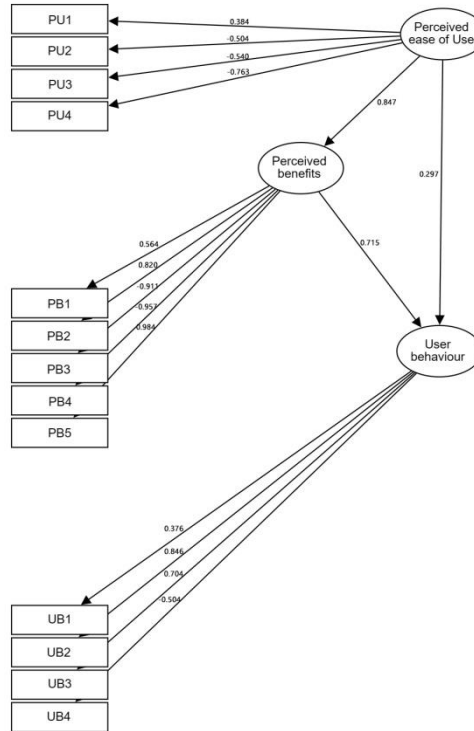 PU1
PU2
PU3
PU4
0.384
-0.504
-0.540
-0.763
Perceived
ease of Use
0.847
0.297
Perceived
benefits
0.715
0.564
0.820
-0.911
-0.957
-0.984
PB1
PB2
PB3
PB4
PB5
User
behaviour
0.376
0.846
0.704
-0.504
UB1
UB2
UB3
UB4